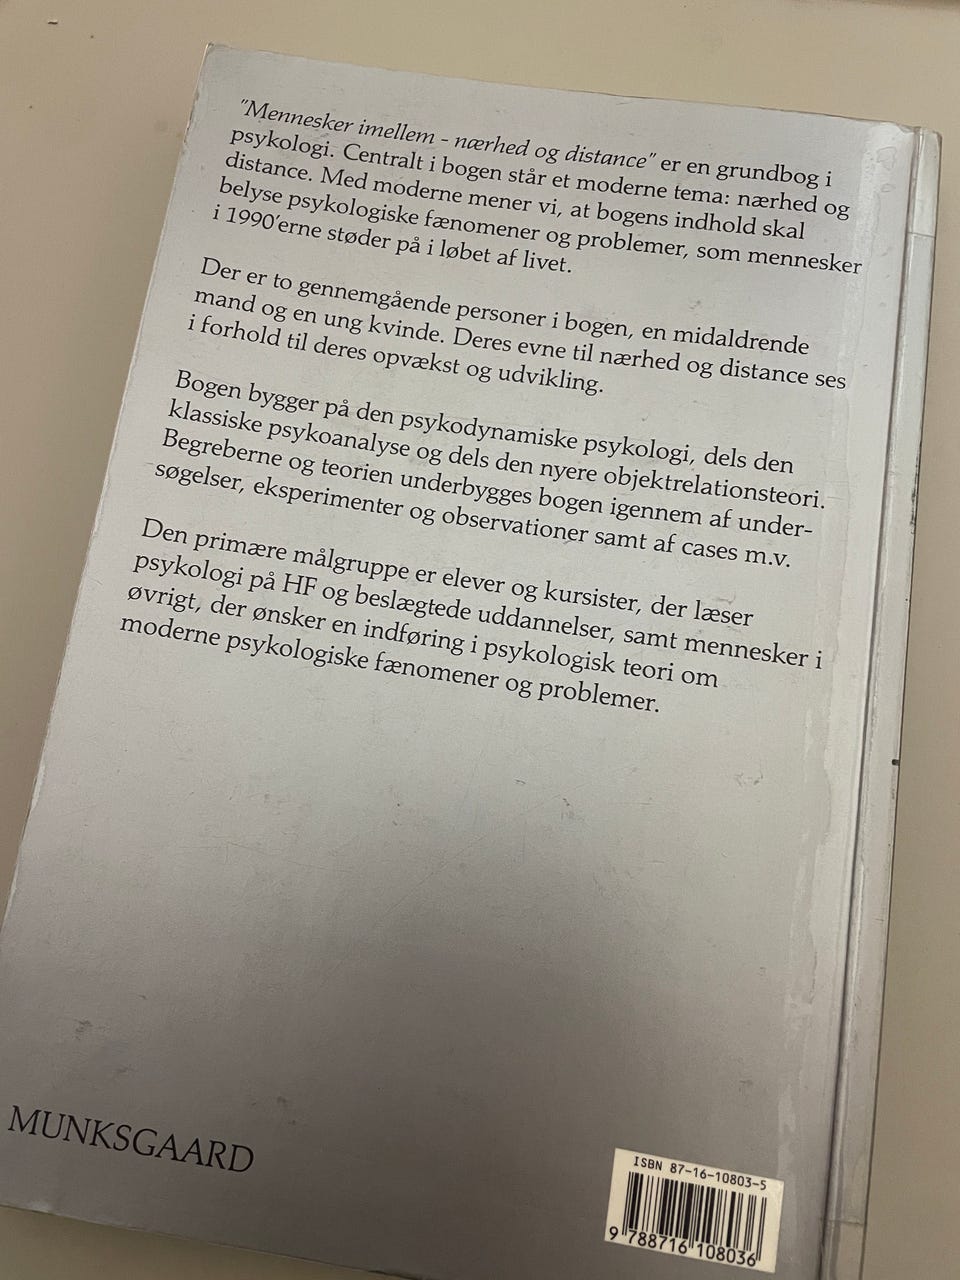 "Mennesker imellem - nærhed og distance" er en grundbog i
psykologi. Centralt i bogen står et moderne tema: nærhed og
distance. Med moderne mener vi, at bogens indhold skal
belyse psykologiske fænomener og problemer, som mennesker
i 1990'erne støder på i løbet af livet.
Der er to gennemgående personer i bogen, en midaldrende
mand og en ung kvinde. Deres evne til nærhed og distance ses
i forhold til deres opvækst og udvikling.
Bogen bygger på den psykodynamiske psykologi, dels den
klassiske psykoanalyse og dels den nyere objektrelationsteori.
Begreberne og teorien underbygges bogen igennem af under-
søgelser, eksperimenter og observationer samt af cases m.v.
Den primære målgruppe er elever og kursister, der læser
psykologi på HF og beslægtede uddannelser, samt mennesker i
øvrigt, der ønsker en indføring i psykologisk teori om
moderne psykologiske fænomener og problemer.
MUNKSGAARD
ISBN 87-16-10803-5
9 788716 108036